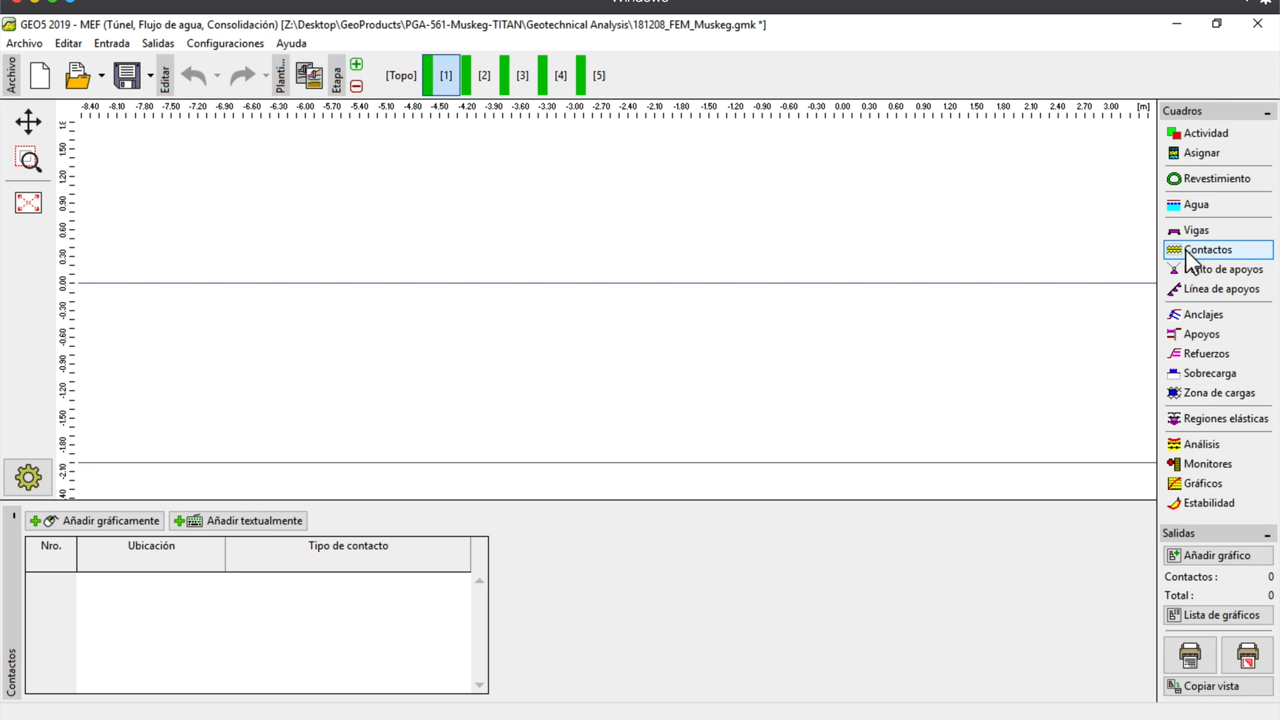 GEO5 2019 - MEF (Túnel, Flujo de agua, Consolidación) [Z:\Desktop\GeoProducts\PGA-561-Muskeg-TITAN\Geotechnical Analysis\181208_FEM_Muskeg.gmk *]
Archivo Editar Entrada Salidas Configuraciones Ayuda
Archivo Editar Planti... Etapa [Topo] [1] [2] [3] [4] [5]
-8.40 -8.10 -7.80 -7.50 -7.20 -6.90 -6.60 -6.30 -6.00 -5.70 -5.40 -5.10 -4.80 -4.50 -4.20 -3.90 -3.60 -3.30 -3.00 -2.70 -2.40 -2.10 -1.80 -1.50 -1.20 -0.90 -0.60 -0.30 0.00 0.30 0.60 0.90 1.20 1.50 1.80 2.10 2.40 2.70 3.00 [m]
1.50
1.20
0.90
0.60
0.30
0.00
-0.30
-0.60
-0.90
-1.20
-1.50
-1.80
-2.10
Cuadros
Actividad
Asignar
Revestimiento
Agua
Vigas
Contactos
to de apoyos
Línea de apoyos
Anclajes
Apoyos
Refuerzos
Sobrecarga
Zona de cargas
Regiones elásticas
Análisis
Monitores
Gráficos
Estabilidad
Salidas
Añadir gráfico
Contactos : 0
Total : 0
Lista de gráficos
Copiar vista
Añadir gráficamente Añadir textualmente
Nro. Ubicación Tipo de contacto
Contactos